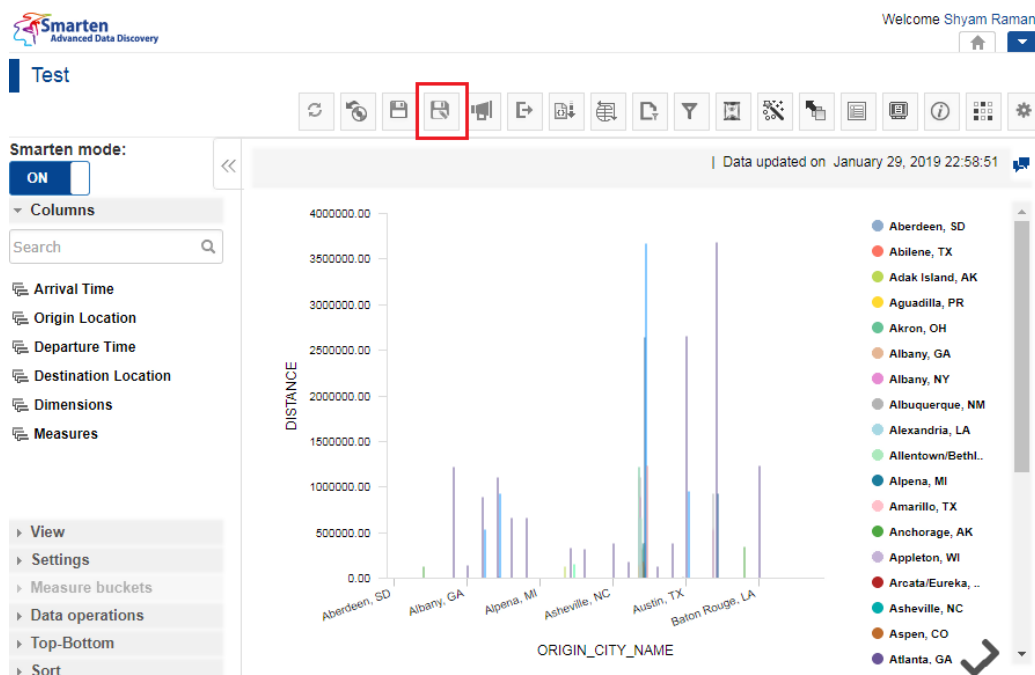 Smarten
Advanced Data Discovery
Welcome Shyam Raman
Test
Smarten mode:
ON
Columns
Search
Arrival Time
Origin Location
Departure Time
Destination Location
Dimensions
Measures
View
Settings
Measure buckets
Data operations
Top-Bottom
Sort
| Data updated on January 29, 2019 22:58:51
4000000.00
3500000.00
3000000.00
2500000.00
2000000.00
1500000.00
1000000.00
500000.00
0.00
DISTANCE
Aberdeen, SD
Albany, GA
Alpena, MI
Asheville, NC
Austin, TX
Baton Rouge, LA
ORIGIN_CITY_NAME
Aberdeen, SD
Abilene, TX
Adak Island, AK
Aguadilla, PR
Akron, OH
Albany, GA
Albany, NY
Albuquerque, NM
Alexandria, LA
Allentown/Bethl..
Alpena, MI
Amarillo, TX
Anchorage, AK
Appleton, WI
Arcata/Eureka, ..
Asheville, NC
Aspen, CO
Atlanta, GA